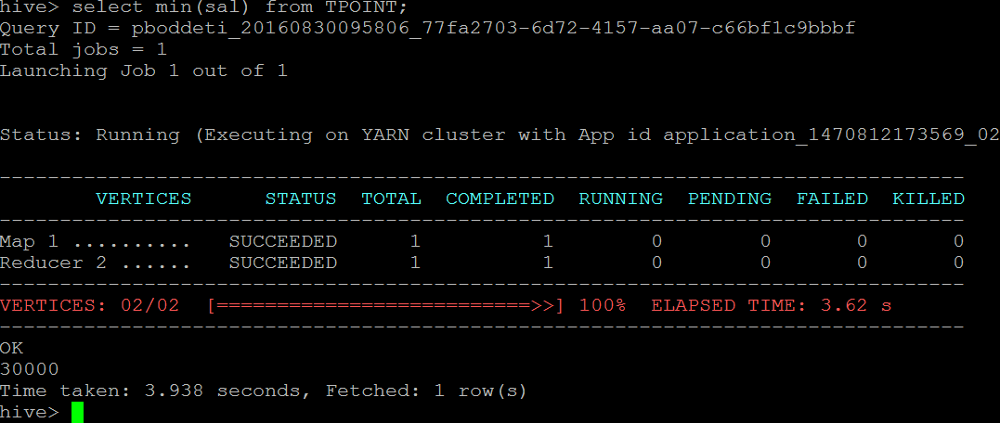 hive> select min(sal) from TPOINT;
Query ID = pboddeti_20160830095806_77fa2703-6d72-4157-aa07-c66bf1c9bbbf
Total jobs = 1
Launching Job 1 out of 1
Status: Running (Executing on YARN cluster with App id application_1470812173569_02
--------------------------------------------------------------------------------
VERTICES STATUS TOTAL COMPLETED RUNNING PENDING FAILED KILLED
--------------------------------------------------------------------------------
Map 1 .......... SUCCEEDED 1 1 0 0 0 0
Reducer 2 ...... SUCCEEDED 1 1 0 0 0 0
--------------------------------------------------------------------------------
VERTICES: 02/02 [==========================>>] 100% ELAPSED TIME: 3.62 s
--------------------------------------------------------------------------------
OK
30000
Time taken: 3.938 seconds, Fetched: 1 row(s)
hive>